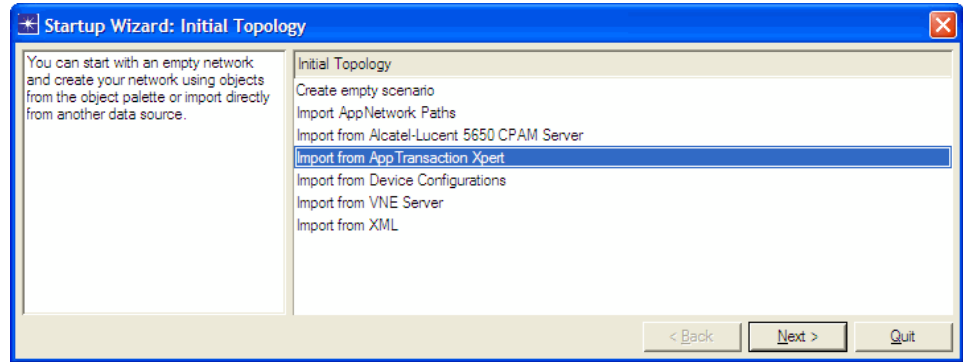 Startup Wizard: Initial Topology
You can start with an empty network
and create your network using objects
from the object palette or import directly
from another data source.
Initial Topology
Create empty scenario
Import AppNetwork Paths
Import from Alcatel-Lucent 5650 CPAM Server
Import from AppTransaction Xpert
Import from Device Configurations
Import from VNE Server
Import from XML
< Back
Next >
Quit